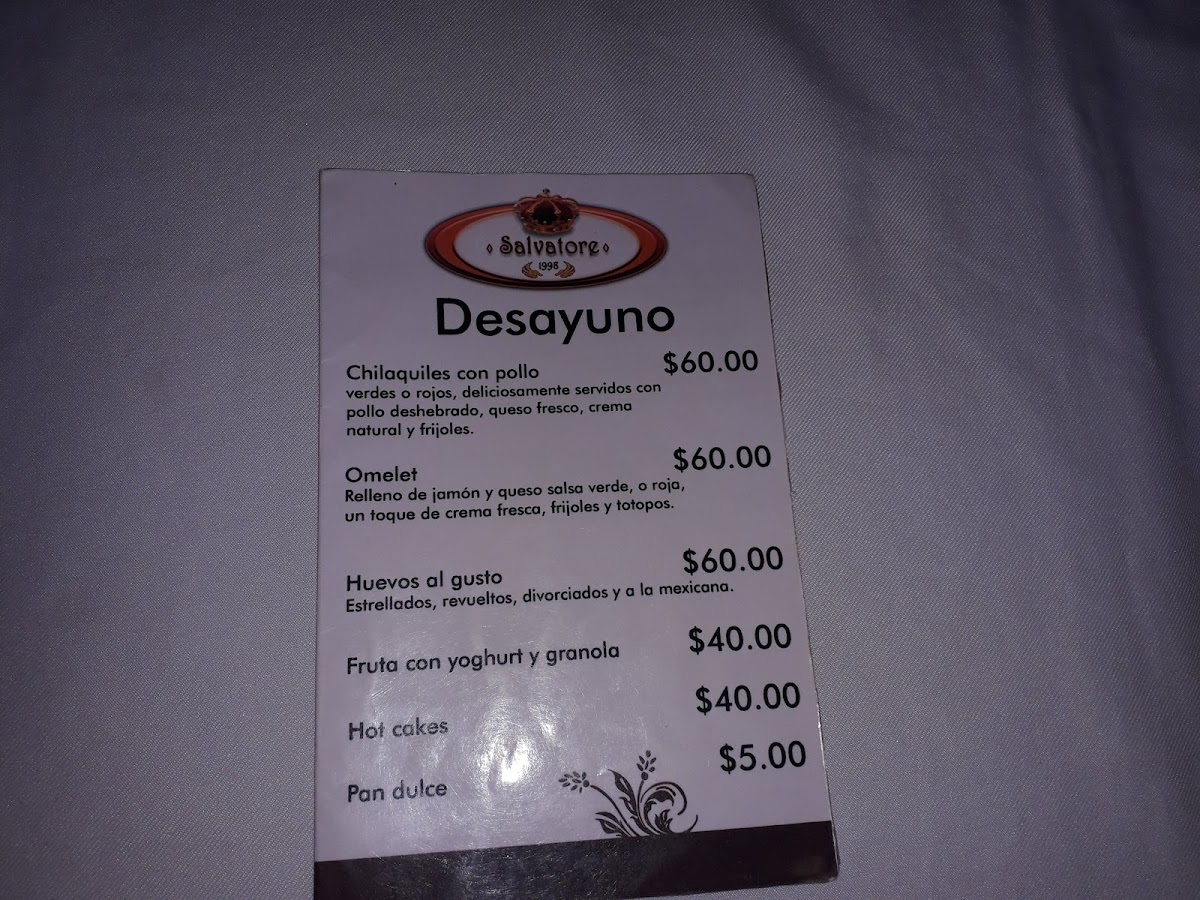 Salvatore
1998
Desayuno
Chilaquiles con pollo $60.00
verdes o rojos, deliciosamente servidos con
pollo deshebrado, queso fresco, crema
natural y frijoles.
Omelet $60.00
Relleno de jamón y queso salsa verde, o roja,
un toque de crema fresca, frijoles y totopos.
Huevos al gusto $60.00
Estrellados, revueltos, divorciados y a la mexicana.
Fruta con yoghurt y granola $40.00
Hot cakes $40.00
Pan dulce $5.00